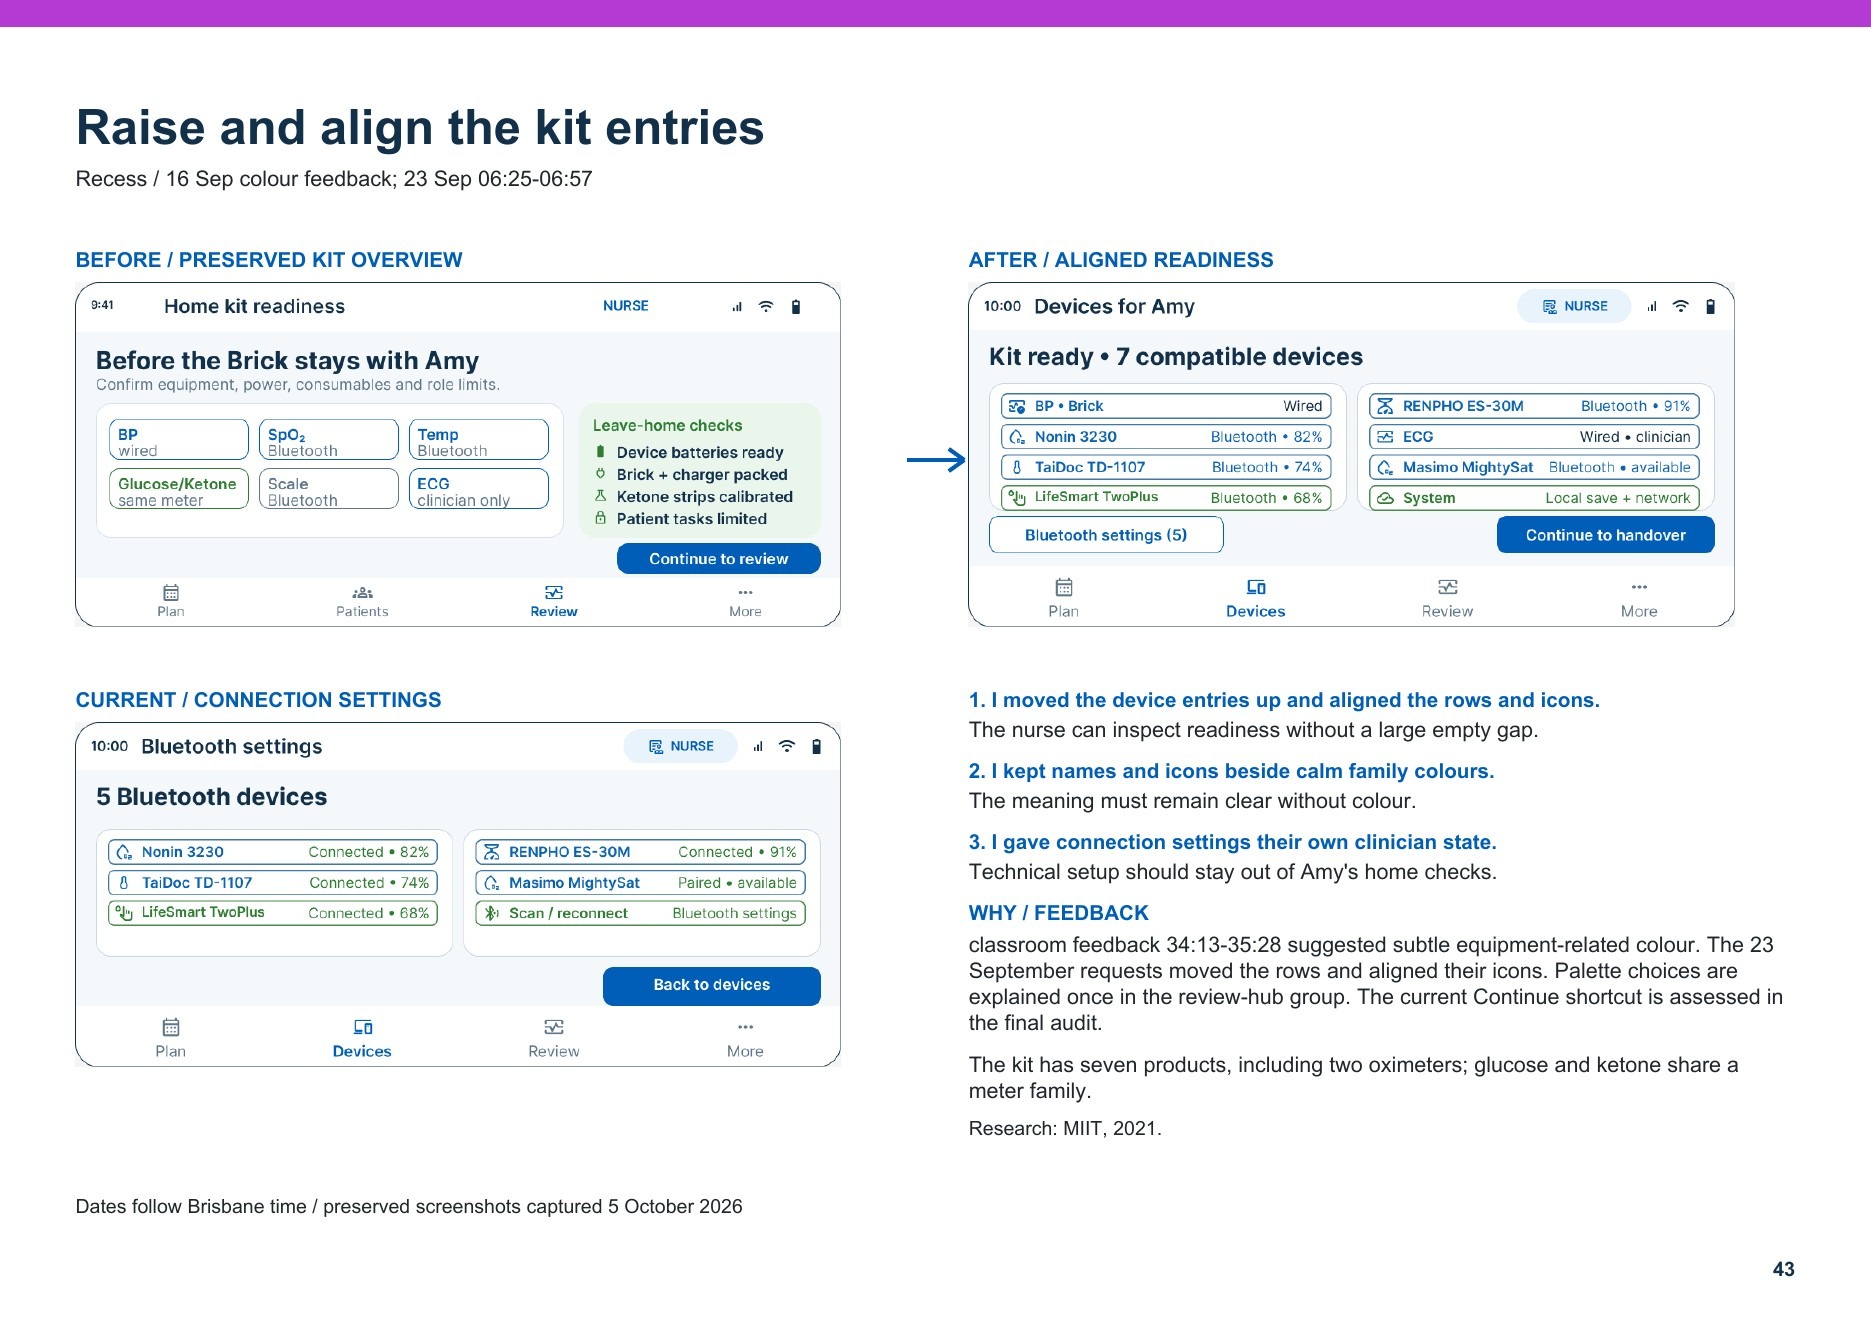 Raise and align the kit entries
Recess / 16 Sep colour feedback; 23 Sep 06:25-06:57
BEFORE / PRESERVED KIT OVERVIEW
9:41 Home kit readiness NURSE
Before the Brick stays with Amy
Confirm equipment, power, consumables and role limits.
BP
wired
SpO₂
Bluetooth
Temp
Bluetooth
Glucose/Ketone
same meter
Scale
Bluetooth
ECG
clinician only
Leave-home checks
Device batteries ready
Brick + charger packed
Ketone strips calibrated
Patient tasks limited
Continue to review
Plan Patients Review More
AFTER / ALIGNED READINESS
10:00 Devices for Amy NURSE
Kit ready • 7 compatible devices
BP • Brick Wired
Nonin 3230 Bluetooth • 82%
TaiDoc TD-1107 Bluetooth • 74%
LifeSmart TwoPlus Bluetooth • 68%
RENPHO ES-30M Bluetooth • 91%
ECG Wired • clinician
Masimo MightySat Bluetooth • available
System Local save + network
Bluetooth settings (5) Continue to handover
Plan Devices Review More
CURRENT / CONNECTION SETTINGS
10:00 Bluetooth settings NURSE
5 Bluetooth devices
Nonin 3230 Connected • 82%
TaiDoc TD-1107 Connected • 74%
LifeSmart TwoPlus Connected • 68%
RENPHO ES-30M Connected • 91%
Masimo MightySat Paired • available
Scan / reconnect Bluetooth settings
Back to devices
Plan Devices Review More
1. I moved the device entries up and aligned the rows and icons.
The nurse can inspect readiness without a large empty gap.
2. I kept names and icons beside calm family colours.
The meaning must remain clear without colour.
3. I gave connection settings their own clinician state.
Technical setup should stay out of Amy's home checks.
WHY / FEEDBACK
classroom feedback 34:13-35:28 suggested subtle equipment-related colour. The 23
September requests moved the rows and aligned their icons. Palette choices are
explained once in the review-hub group. The current Continue shortcut is assessed in
the final audit.
The kit has seven products, including two oximeters; glucose and ketone share a
meter family.
Research: MIIT, 2021.
Dates follow Brisbane time / preserved screenshots captured 5 October 2026
43